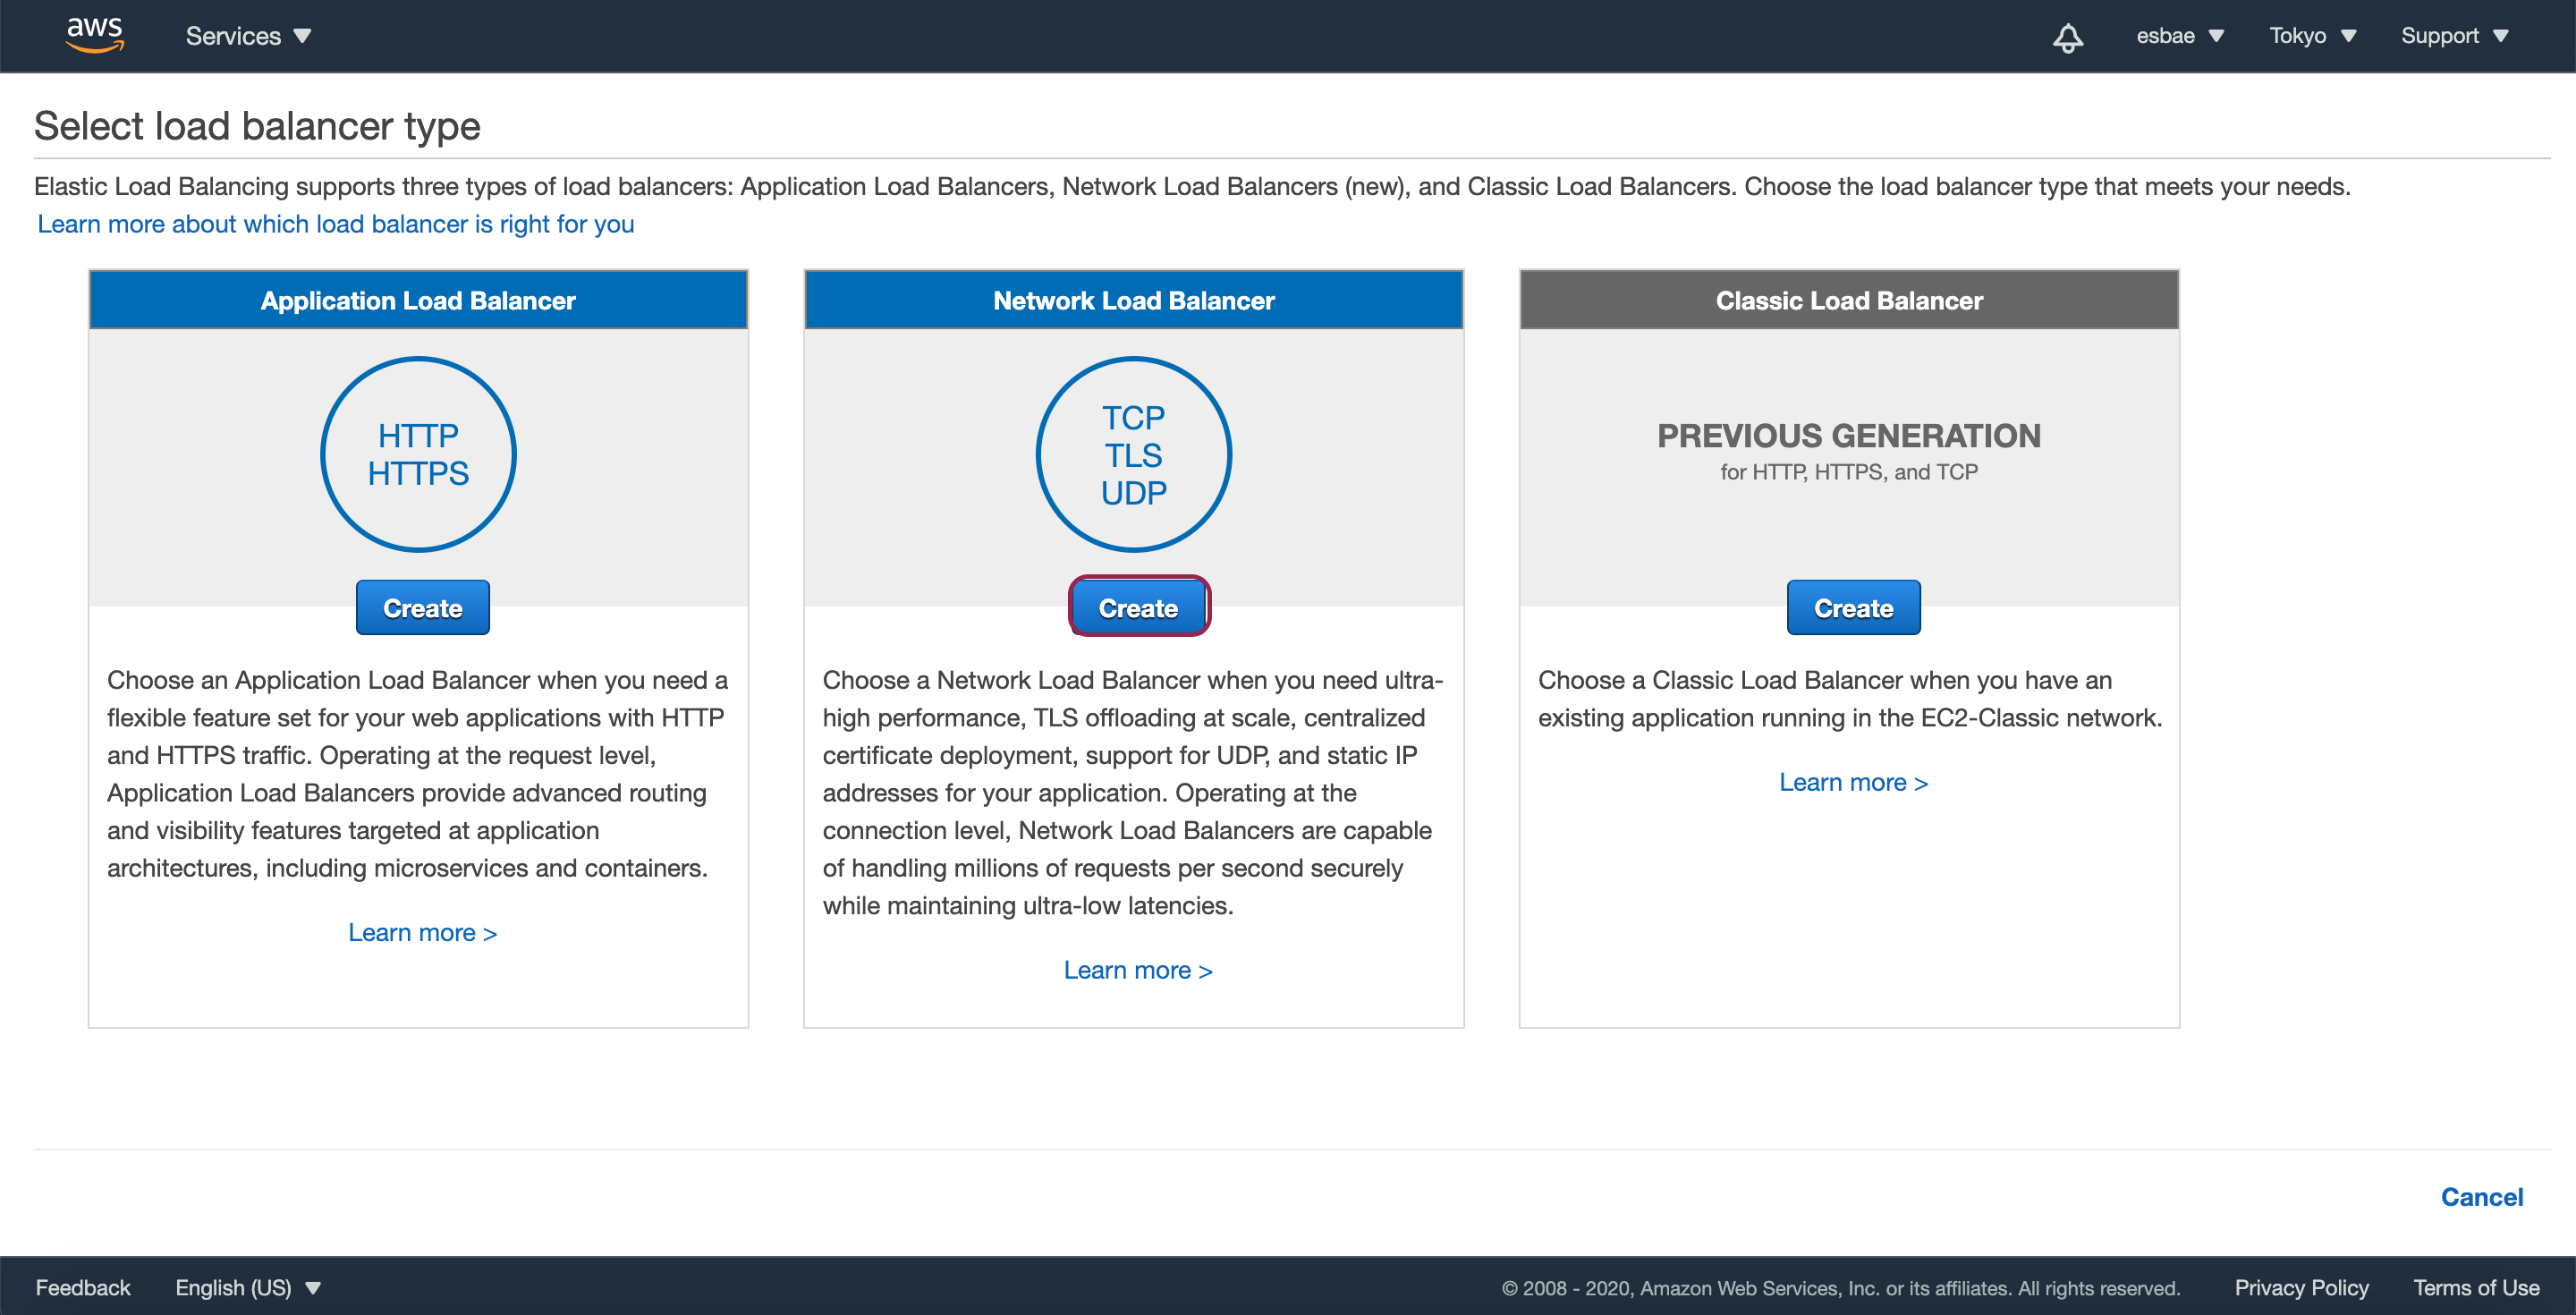 aws
Services
esbae
Tokyo
Support
Select load balancer type
Elastic Load Balancing supports three types of load balancers: Application Load Balancers, Network Load Balancers (new), and Classic Load Balancers. Choose the load balancer type that meets your needs.
Learn more about which load balancer is right for you
Application Load Balancer
HTTP
HTTPS
Create
Choose an Application Load Balancer when you need a
flexible feature set for your web applications with HTTP
and HTTPS traffic. Operating at the request level,
Application Load Balancers provide advanced routing
and visibility features targeted at application
architectures, including microservices and containers.
Learn more >
Network Load Balancer
TCP
TLS
UDP
Create
Choose a Network Load Balancer when you need ultra-
high performance, TLS offloading at scale, centralized
certificate deployment, support for UDP, and static IP
addresses for your application. Operating at the
connection level, Network Load Balancers are capable
of handling millions of requests per second securely
while maintaining ultra-low latencies.
Learn more >
Classic Load Balancer
PREVIOUS GENERATION
for HTTP, HTTPS, and TCP
Create
Choose a Classic Load Balancer when you have an
existing application running in the EC2-Classic network.
Learn more >
Cancel
Feedback
English (US)
© 2008 - 2020, Amazon Web Services, Inc. or its affiliates. All rights reserved.
Privacy Policy
Terms of Use